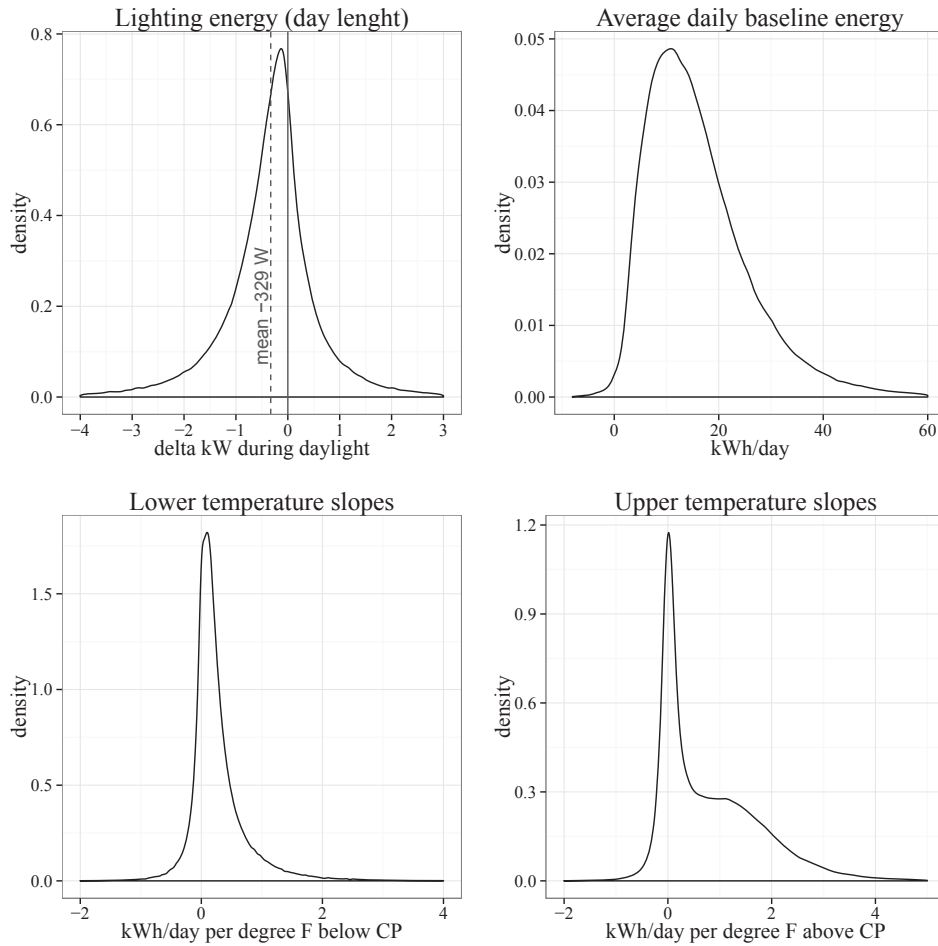 Lighting energy (day lenght)
density
0.8
0.6
0.4
0.2
0.0
mean −329 W
−4 −3 −2 −1 0 1 2 3
delta kW during daylight
Average daily baseline energy
density
0.05
0.04
0.03
0.02
0.01
0.00
0 20 40 60
kWh/day
Lower temperature slopes
density
1.5
1.0
0.5
0.0
−2 0 2 4
kWh/day per degree F below CP
Upper temperature slopes
density
1.2
0.9
0.6
0.3
0.0
−2 0 2 4
kWh/day per degree F above CP